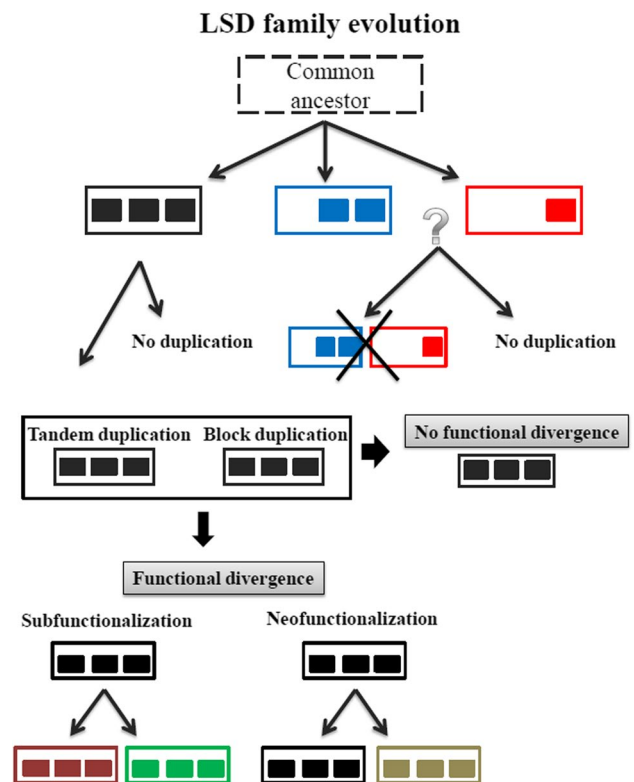 LSD family evolution
Common
ancestor
?
No duplication
No duplication
Tandem duplication
Block duplication
No functional divergence
Functional divergence
Subfunctionalization
Neofunctionalization